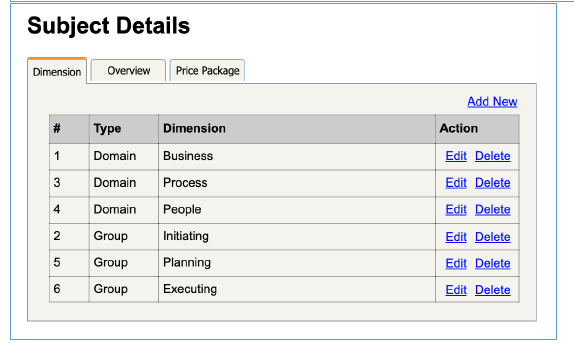 Subject Details
Dimension Overview Price Package
Add New
# Type Dimension Action
1 Domain Business Edit Delete
3 Domain Process Edit Delete
4 Domain People Edit Delete
2 Group Initiating Edit Delete
5 Group Planning Edit Delete
6 Group Executing Edit Delete